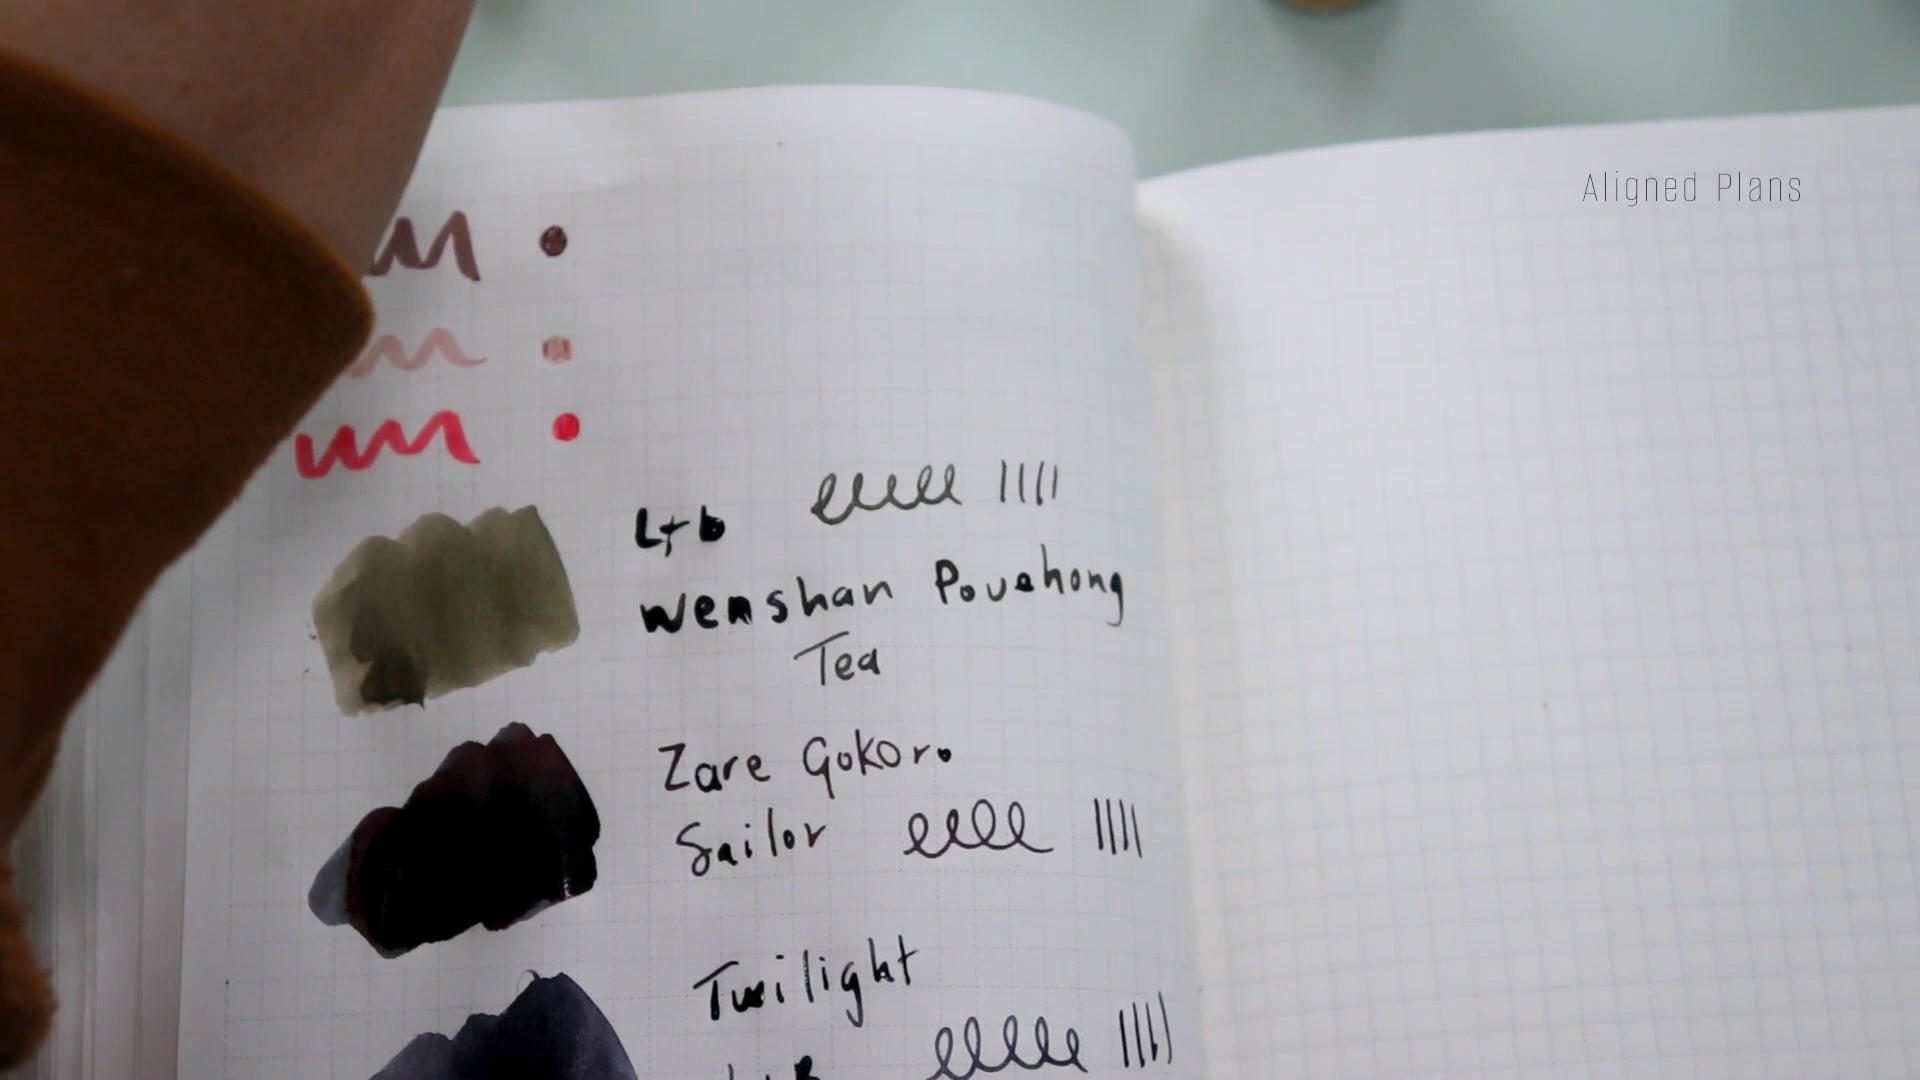 Aligned Plans
L+b
Wenshan Pouchong
Tea
Zare Gokoro
Sailor
Twilight